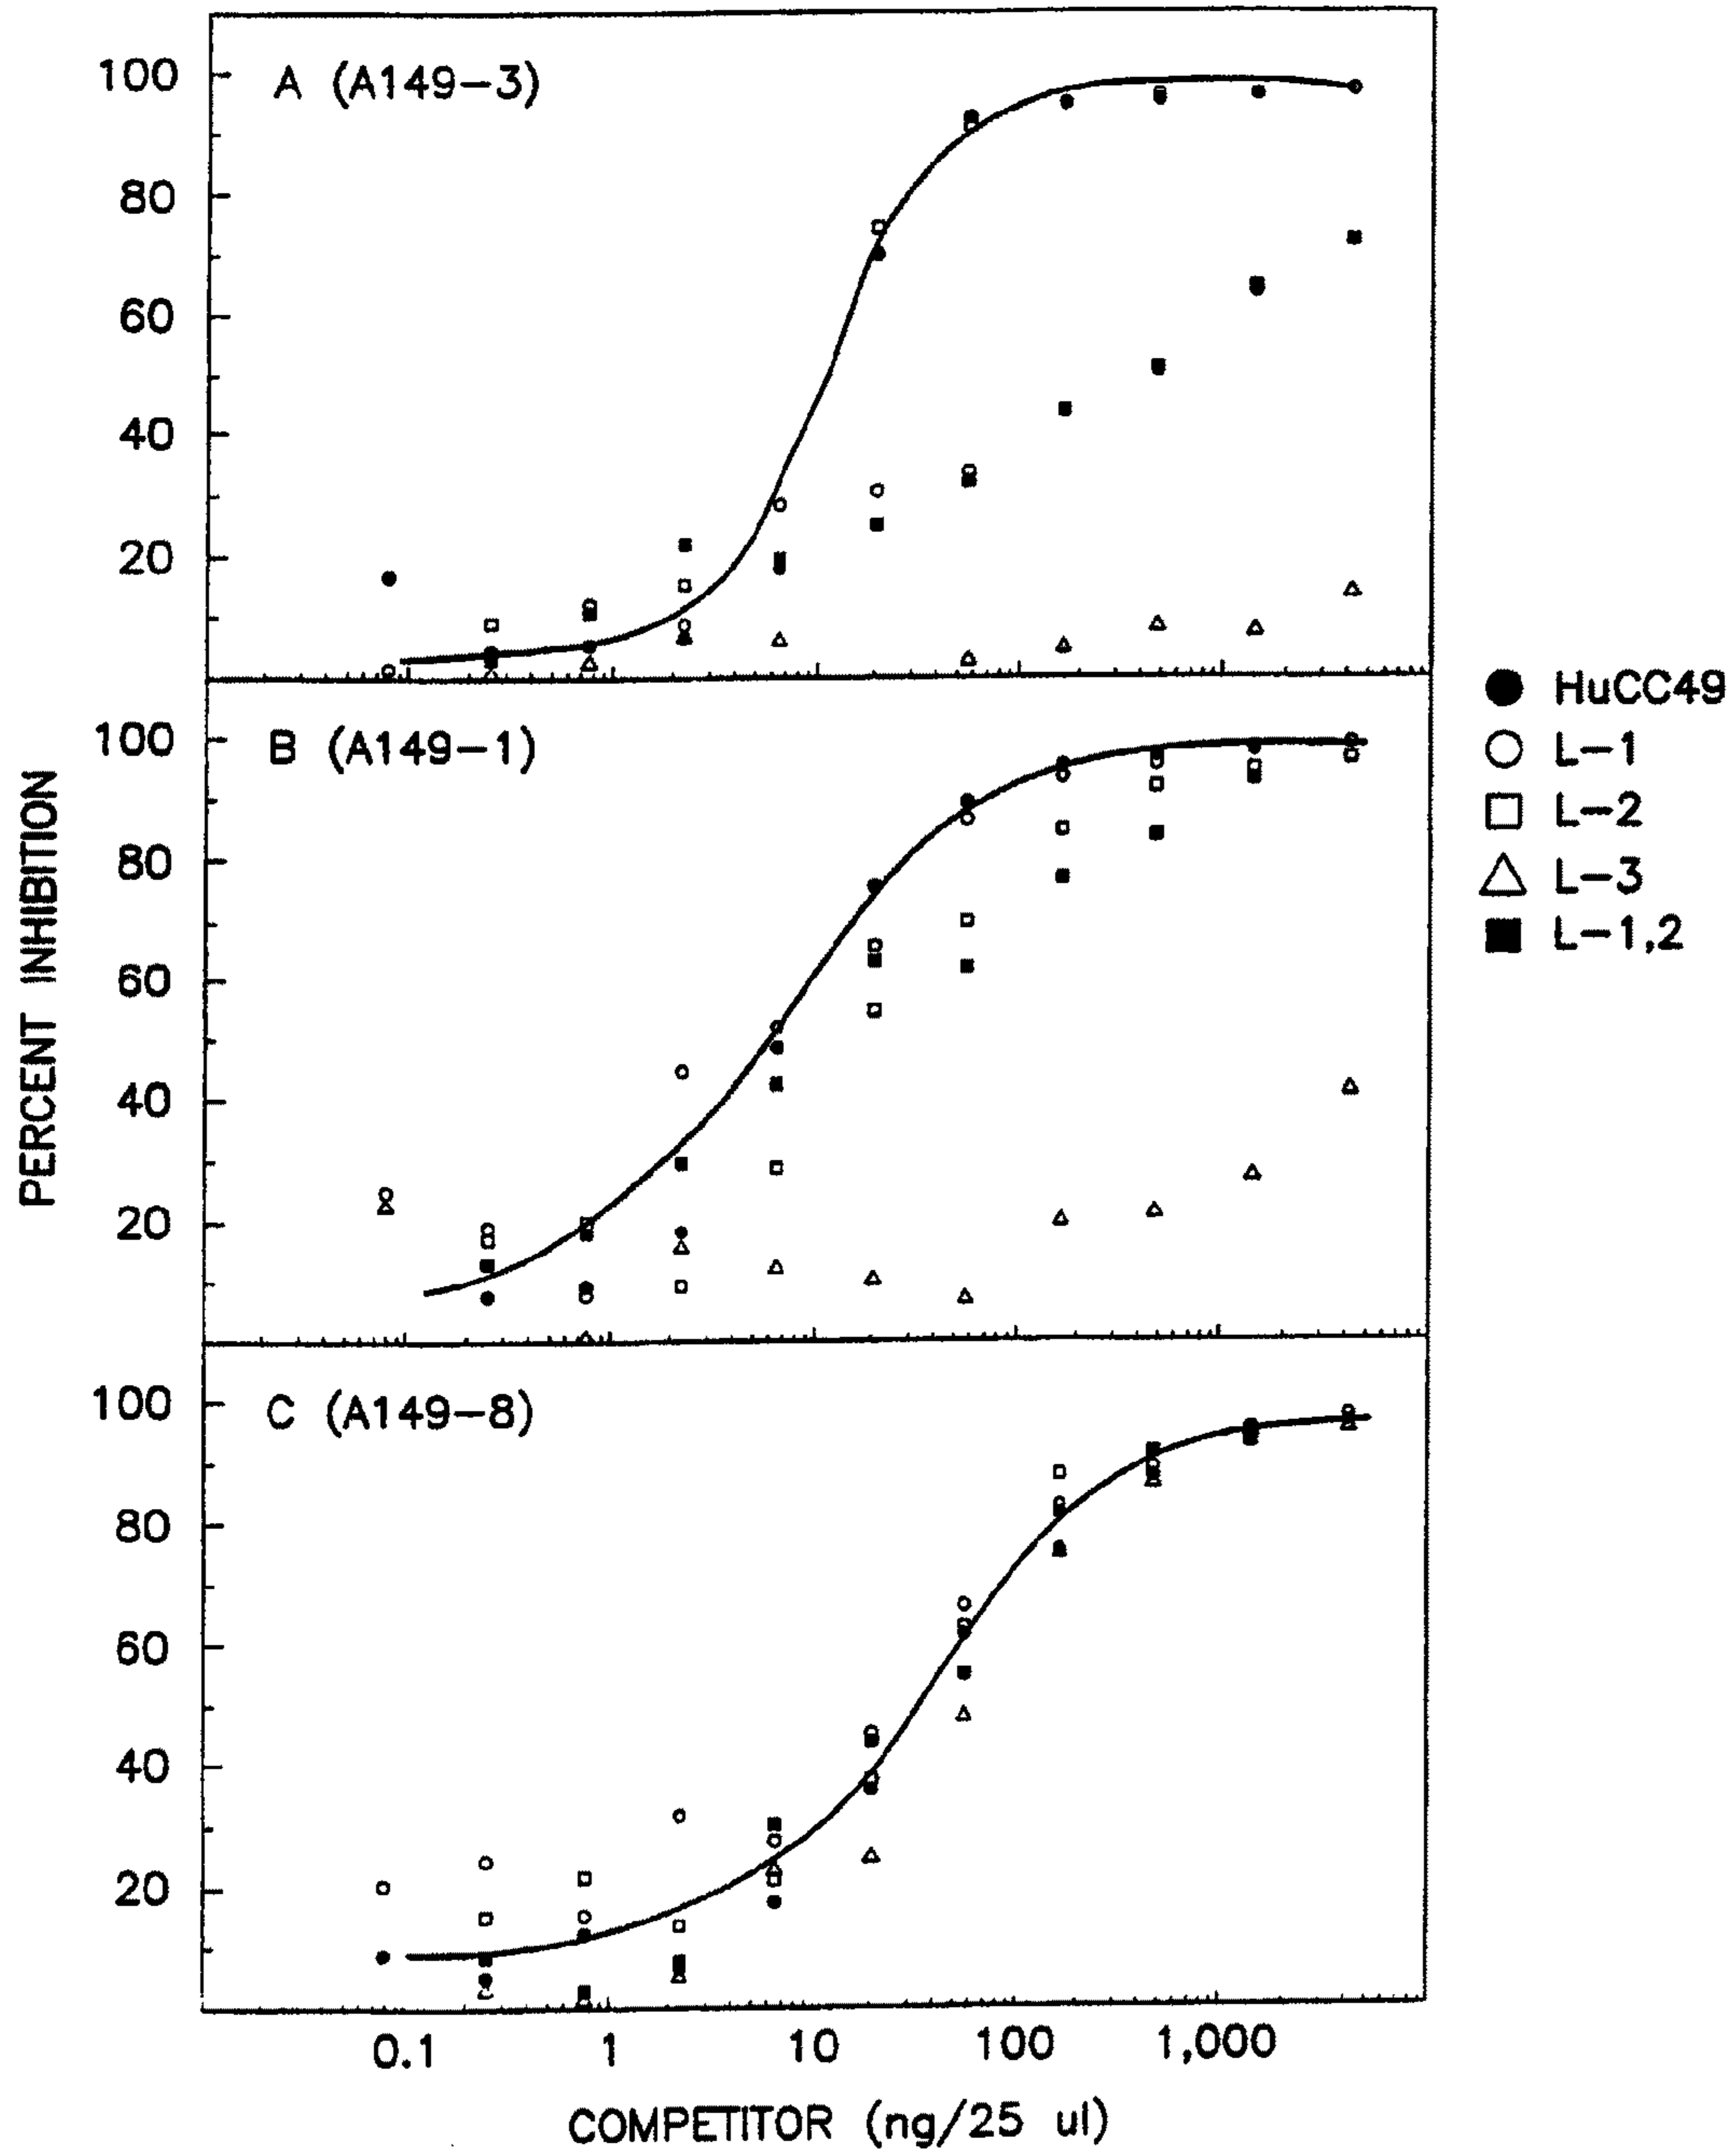 A (A149-3)
100
80
60
40
20
B (A149-1)
100
80
60
40
20
C (A149-8)
100
80
60
40
20
PERCENT INHIBITION
0.1 1 10 100 1,000
COMPETITOR (ng/25 ul)
HuCC49
L-1
L-2
L-3
L-1,2